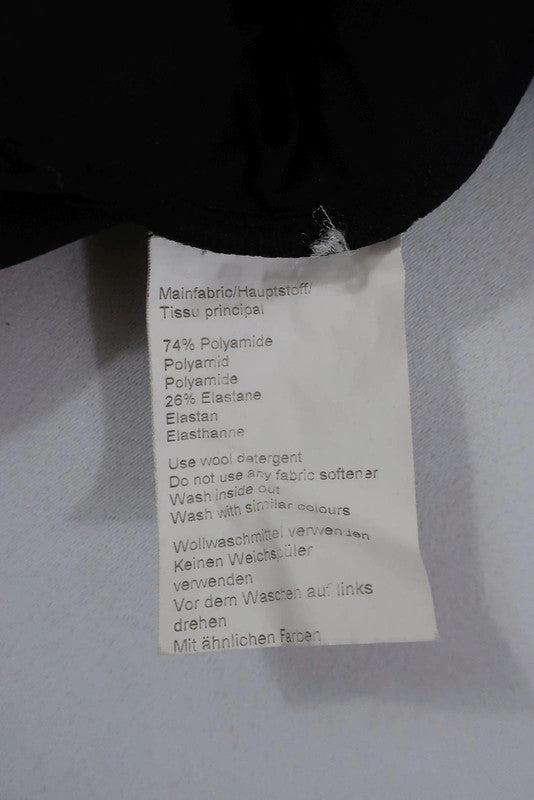 Mainfabric/Hauptstoff/
Tissu principal
74% Polyamide
Polyamid
Polyamide
26% Elastane
Elastan
Elasthanne
Use wool detergent
Do not use any fabric softener
Wash inside out
Wash with similar colours
Wollwaschmittel verwenden
Keinen Weichspüler
verwenden
Vor dem Waschen auf links
drehen
Mit ähnlichen Farben